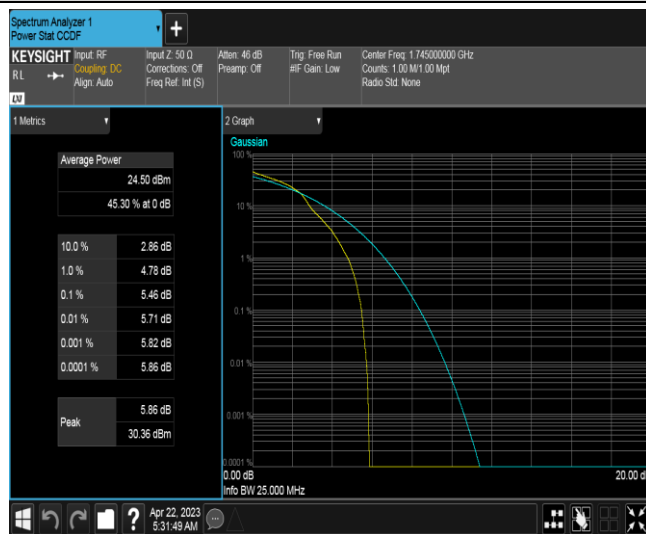 Spectrum Analyzer 1
Power Stat CCDF
KEYSIGHT
RL
LXI
Input: RF
Coupling: DC
Align: Auto
Input Z: 50 Ω
Corrections: Off
Freq Ref: Int (S)
Atten: 46 dB
Preamp: Off
Trig: Free Run
#IF Gain: Low
Center Freq: 1.745000000 GHz
Counts: 1.00 M/1.00 Mpt
Radio Std: None
1 Metrics
Average Power
24.50 dBm
45.30 % at 0 dB
10.0 % 2.86 dB
1.0 % 4.78 dB
0.1 % 5.46 dB
0.01 % 5.71 dB
0.001 % 5.82 dB
0.0001 % 5.86 dB
Peak
5.86 dB
30.36 dBm
2 Graph
Gaussian
100 %
10 %
1 %
0.1 %
0.01 %
0.001 %
0.0001 %
0.00 dB
20.00 d
Info BW 25.000 MHz
Apr 22, 2023
5:31:49 AM